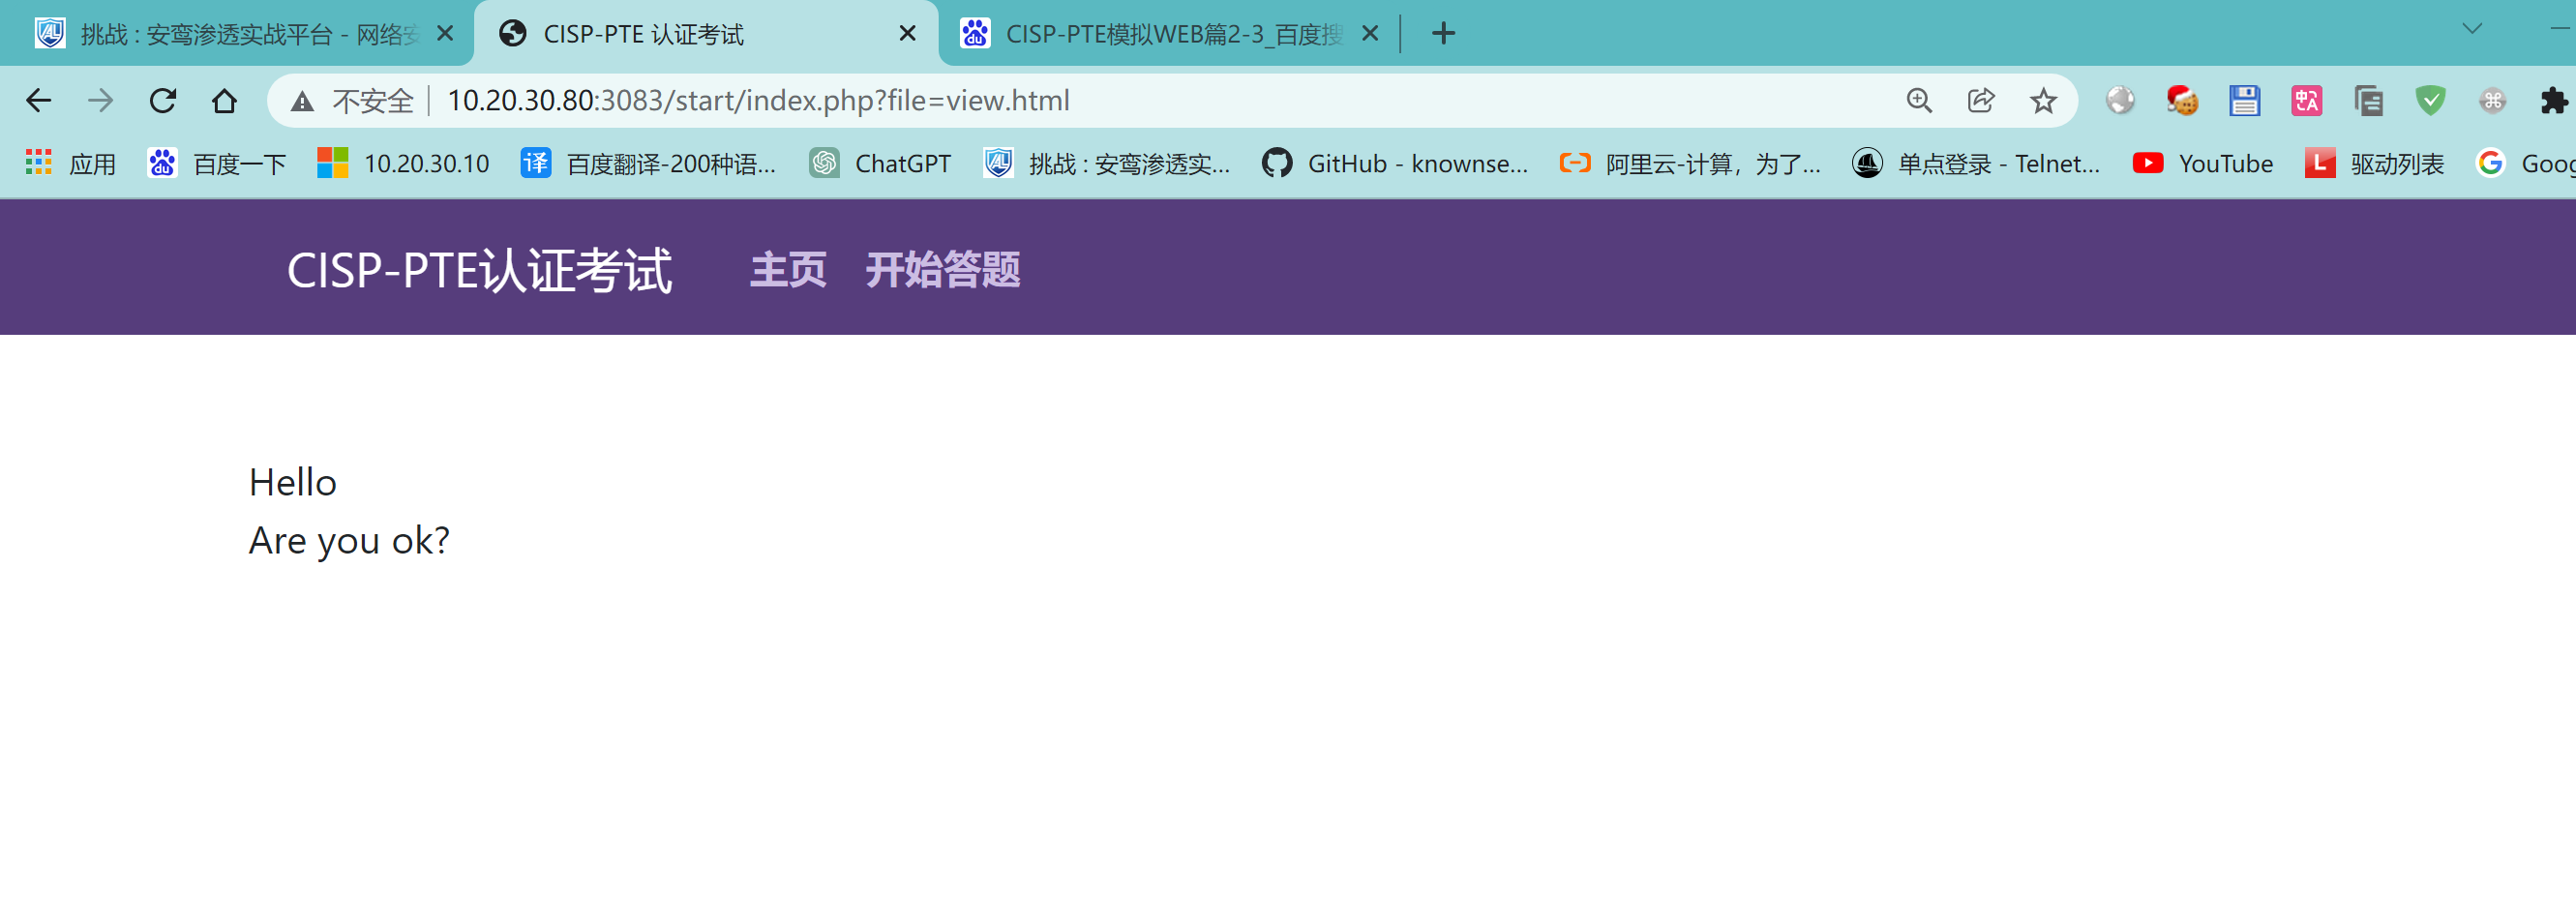 挑战 : 安鸾渗透实战平台 - 网络安
CISP-PTE 认证考试
CISP-PTE模拟WEB篇2-3_百度搜
不安全 10.20.30.80:3083/start/index.php?file=view.html
应用 百度一下 10.20.30.10 百度翻译-200种语... ChatGPT 挑战 : 安鸾渗透实... GitHub - knownse... 阿里云-计算，为了... 单点登录 - Telnet... YouTube 驱动列表 Goog
CISP-PTE认证考试 主页 开始答题
Hello
Are you ok?